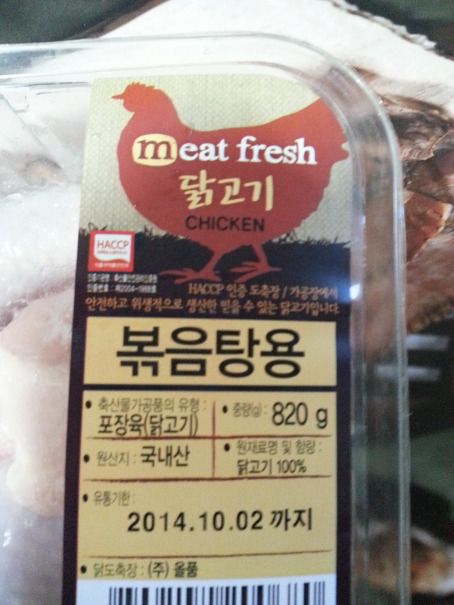 meat fresh
닭고기
CHICKEN
HACCP
HACCP 인증 도축장 / 가공장에서
안전하고 위생적으로 생산한 믿을 수 있는 닭고기입니다
볶음탕용
• 축산물가공품의 유형 :
포장육(닭고기)
• 중량(g) : 820 g
• 원산지 : 국내산
• 원재료명 및 함량 :
닭고기 100%
• 유통기한 :
2014.10.02 까지
• 닭도축장 : (주) 올품